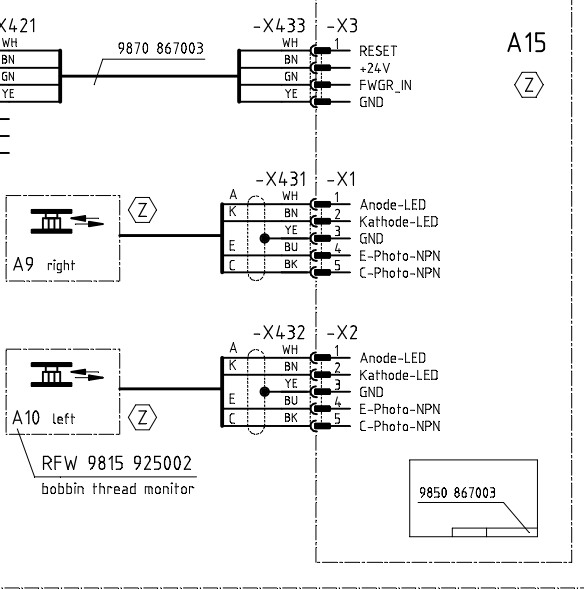 X421
WH
BN
GN
YE
9870 867003
-X433
WH
BN
GN
YE
-X3
1 RESET
+24V
FWGR_IN
GND
A15
Z
A9 right
Z
-X431
A WH
K BN
YE
E BU
C BK
-X1
1 Anode-LED
2 Kathode-LED
3 GND
4 E-Photo-NPN
5 C-Photo-NPN
A10 left
Z
-X432
A WH
K BN
YE
E BU
C BK
-X2
1 Anode-LED
2 Kathode-LED
3 GND
4 E-Photo-NPN
5 C-Photo-NPN
RFW 9815 925002
bobbin thread monitor
9850 867003